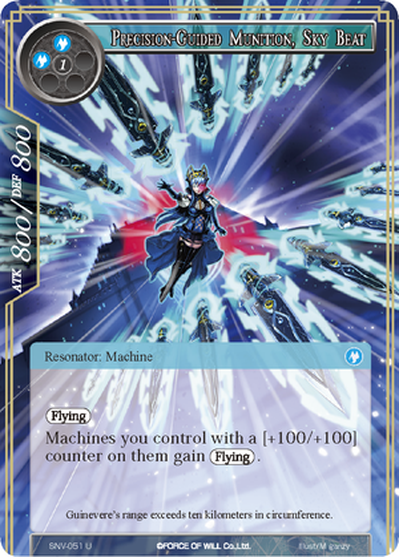 Precision-Guided Munition, Sky Beat
1
ATK 800 // DEF 800
Resonator: Machine
Flying
Machines you control with a [+100/+100]
counter on them gain Flying.
Guinevere's range exceeds ten kilometers in circumference.
SNV-051 U
©FORCE OF WILL Co.,Ltd.